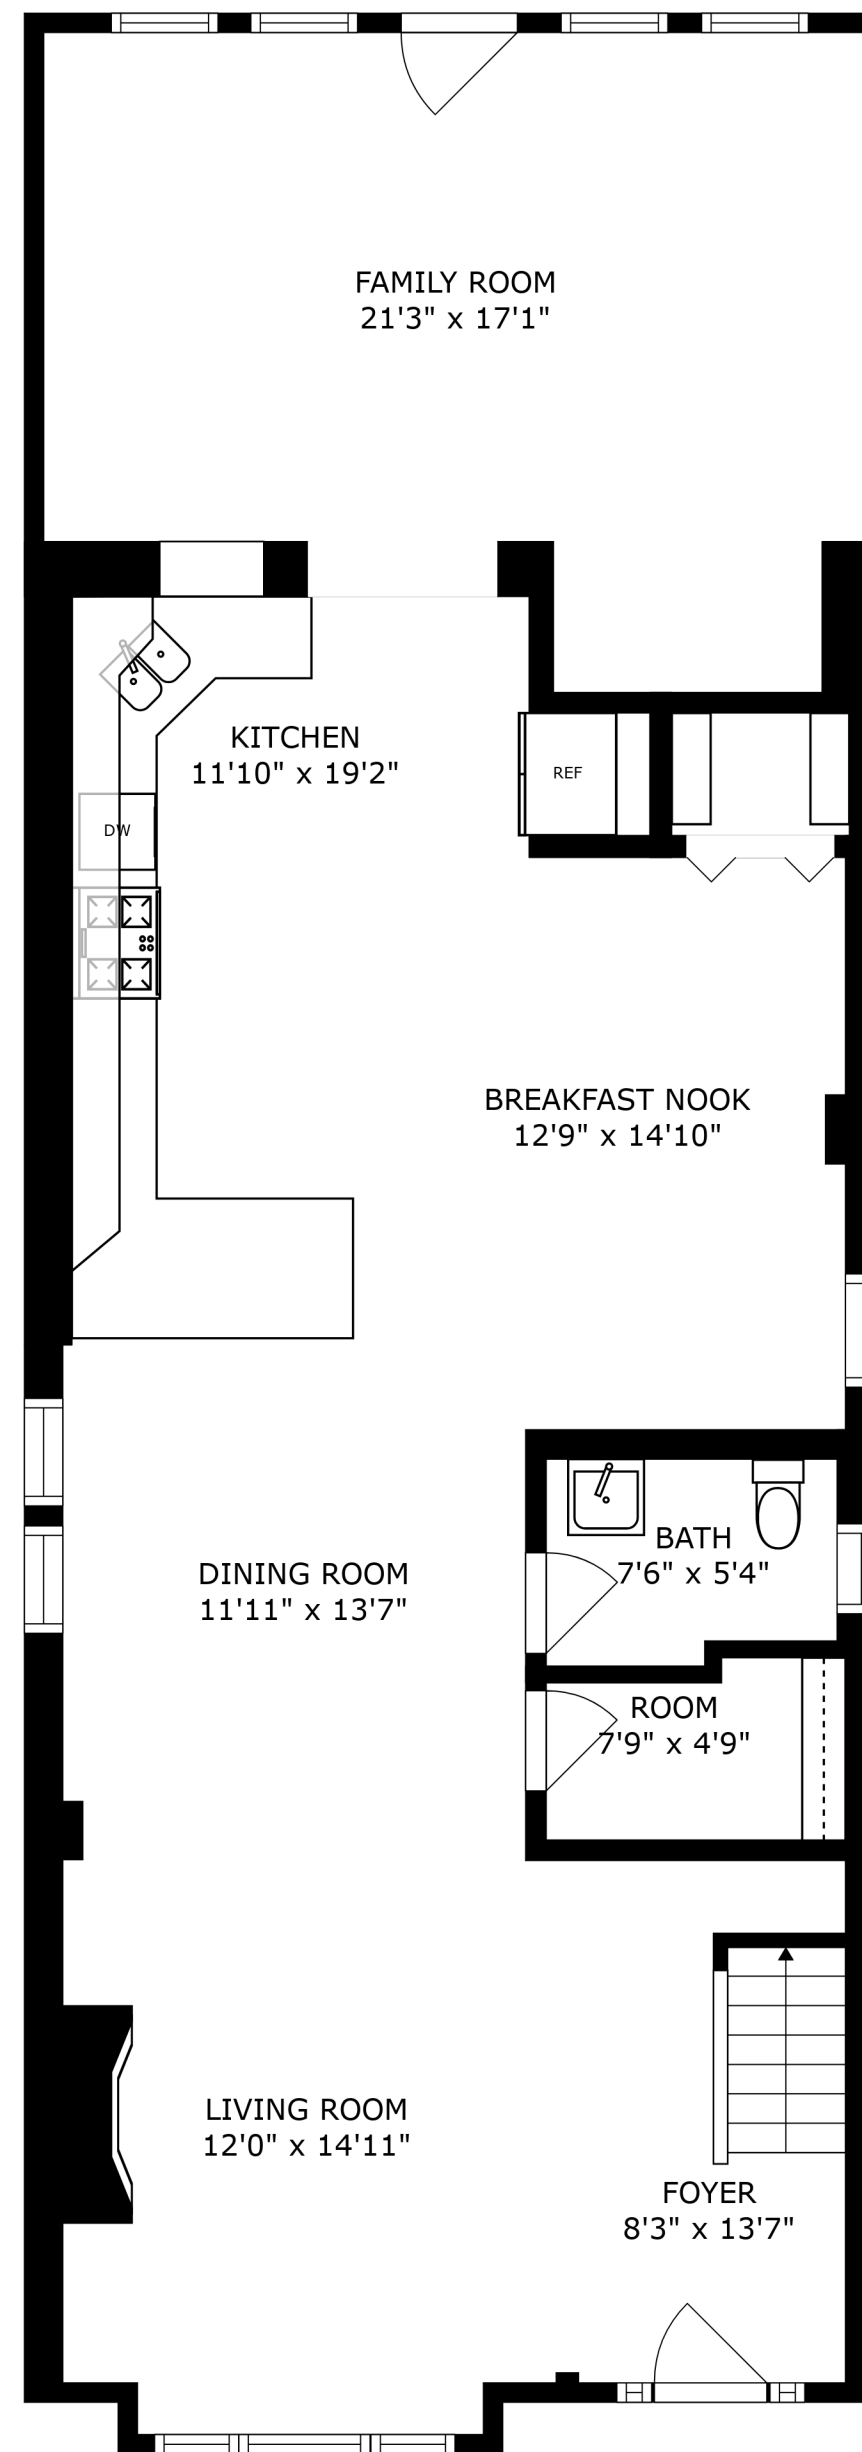 FAMILY ROOM
21'3" x 17'1"
KITCHEN
11'10" x 19'2"
REF
DW
BREAKFAST NOOK
12'9" x 14'10"
BATH
7'6" x 5'4"
DINING ROOM
11'11" x 13'7"
ROOM
7'9" x 4'9"
LIVING ROOM
12'0" x 14'11"
FOYER
8'3" x 13'7"